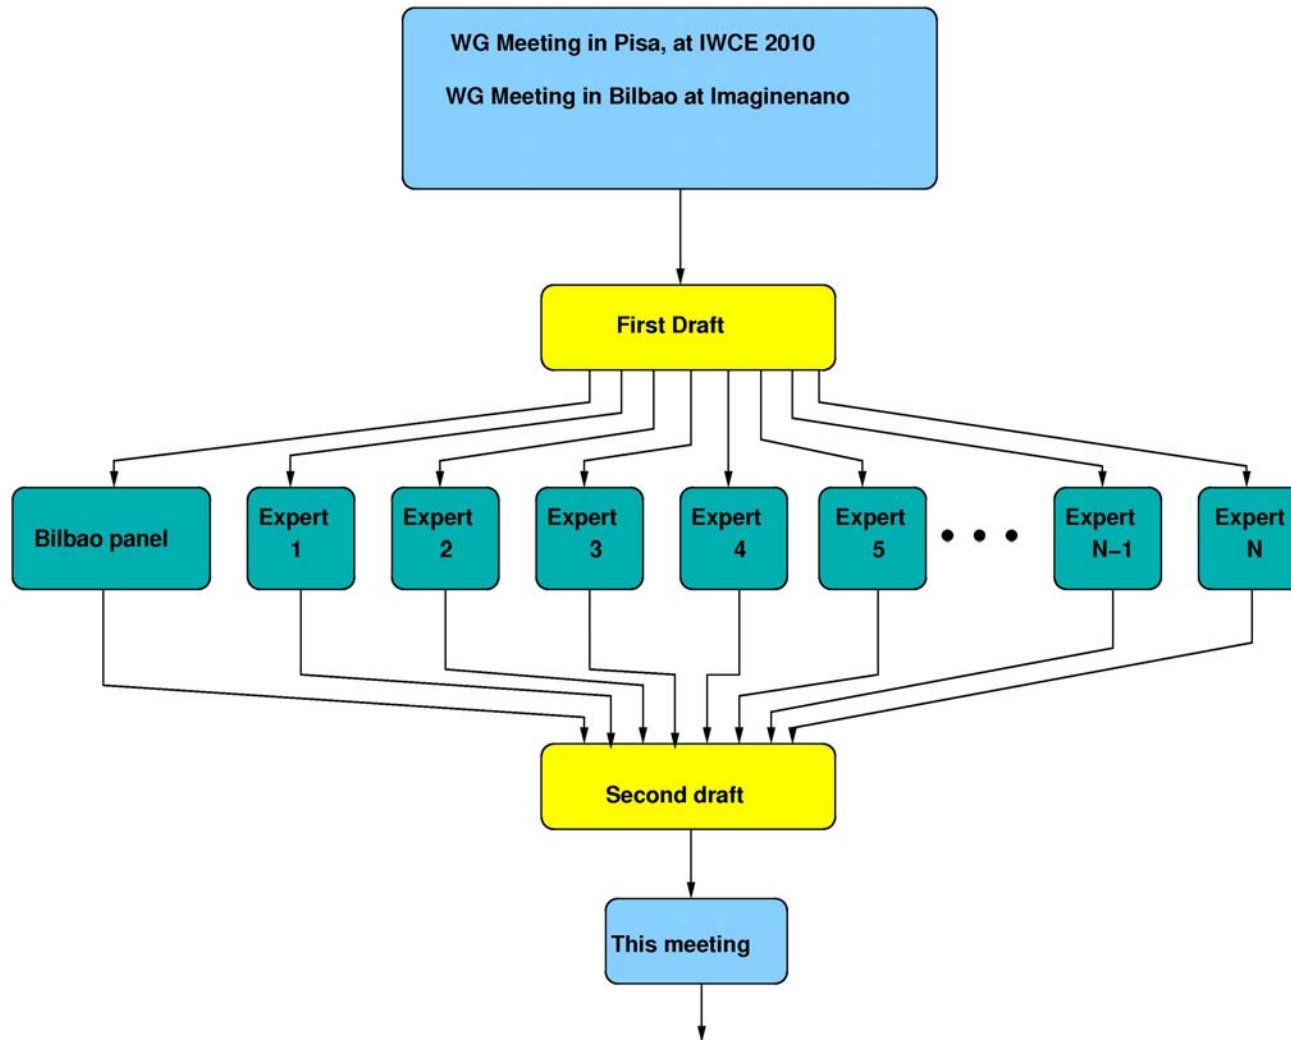 WG Meeting in Pisa, at IWCE 2010
WG Meeting in Bilbao at Imaginenano
First Draft
Bilbao panel
Expert
1
Expert
2
Expert
3
Expert
4
Expert
5
Expert
N−1
Expert
N
Second draft
This meeting